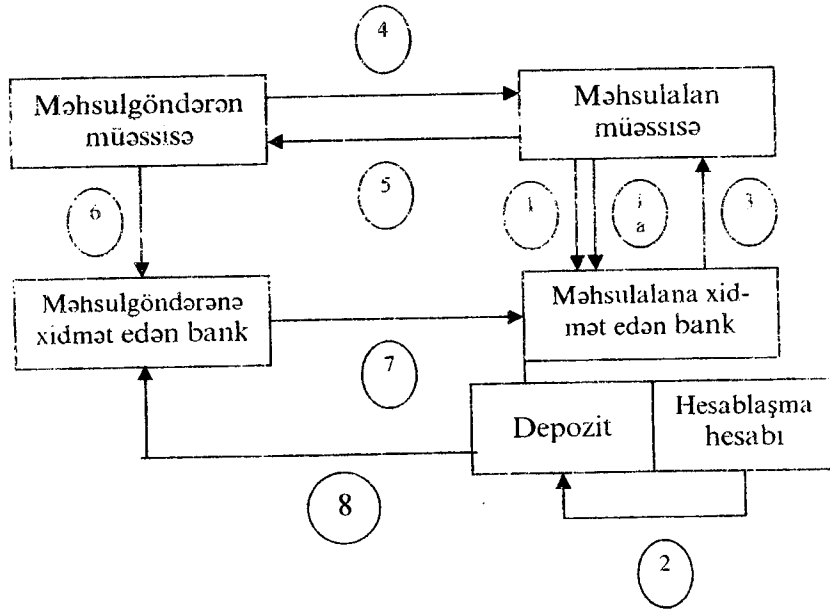 4
Məhsulgöndərən
müəssisə
Məhsulalan
müəssisə
5
6
1
1
a
3
Məhsulgöndərənə
xidmət edən bank
Məhsulalana xid-
mət edən bank
7
Depozit
Hesablaşma
hesabı
8
2